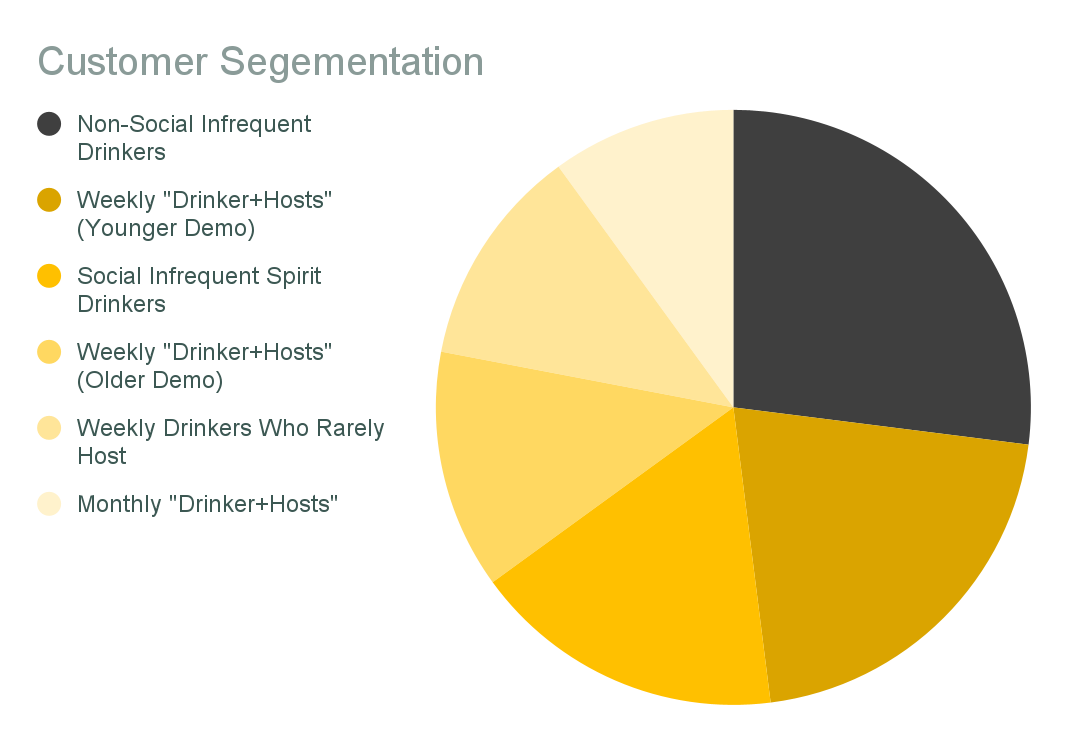 Customer Segementation
Non-Social Infrequent
Drinkers
Weekly "Drinker+Hosts"
(Younger Demo)
Social Infrequent Spirit
Drinkers
Weekly "Drinker+Hosts"
(Older Demo)
Weekly Drinkers Who Rarely
Host
Monthly "Drinker+Hosts"